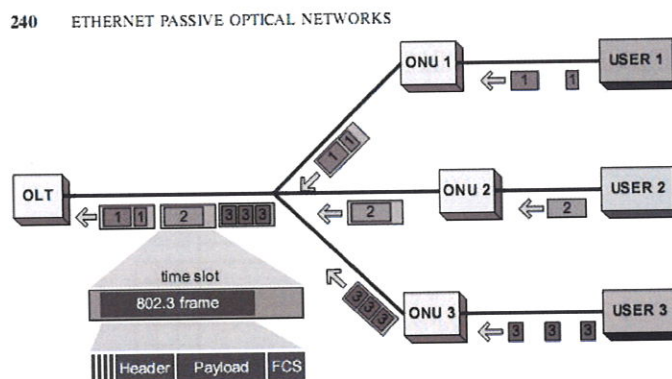 240 ETHERNET PASSIVE OPTICAL NETWORKS
ONU 1
USER 1
1 1
1 1
OLT
ONU 2
USER 2
1 1 2 3 3 3
2
2
time slot
802.3 frame
3 3 3
ONU 3
USER 3
3 3 3
Header Payload FCS